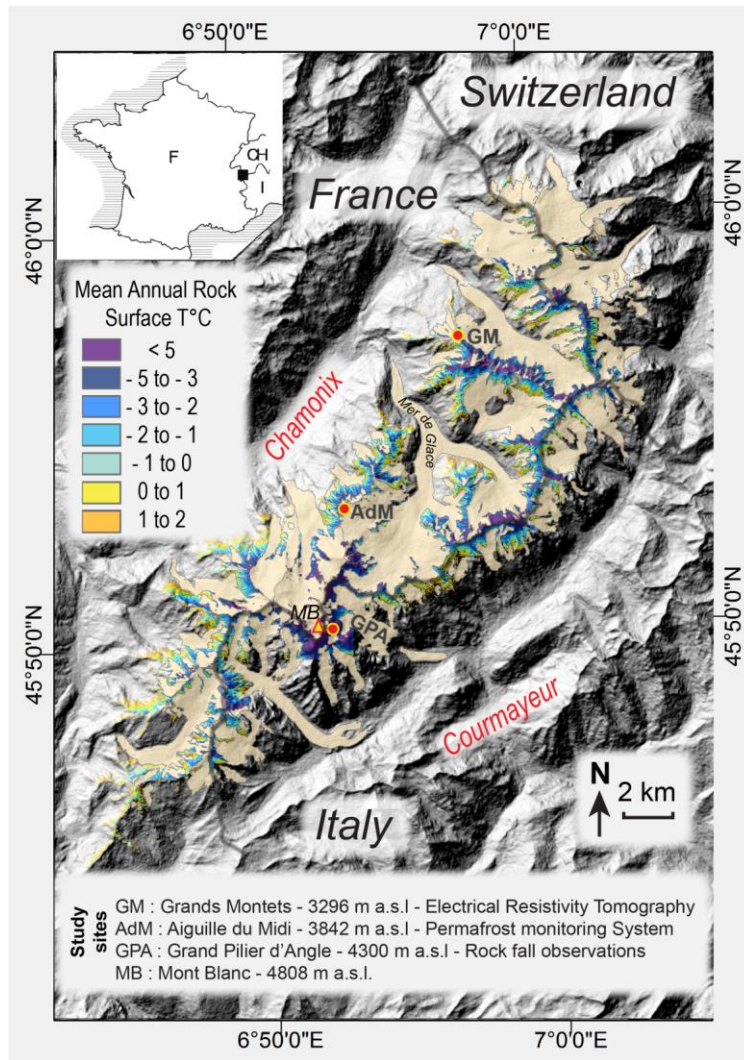 6°50'0"E
7°0'0"E
Switzerland
F
CH
I
France
46°0'0"N
46°0'0"N
Mean Annual Rock
Surface T°C
< 5
- 5 to - 3
- 3 to - 2
- 2 to - 1
- 1 to 0
0 to 1
1 to 2
GM
Chamonix
Mer de Glace
AdM
MB
GPA
45°50'0"N
45°50'0"N
Courmayeur
N
2 km
Italy
Study
sites
GM : Grands Montets - 3296 m a.s.l - Electrical Resistivity Tomography
AdM : Aiguille du Midi - 3842 m a.s.l - Permafrost monitoring System
GPA : Grand Pilier d'Angle - 4300 m a.s.l - Rock fall observations
MB : Mont Blanc - 4808 m a.s.l.
6°50'0"E
7°0'0"E